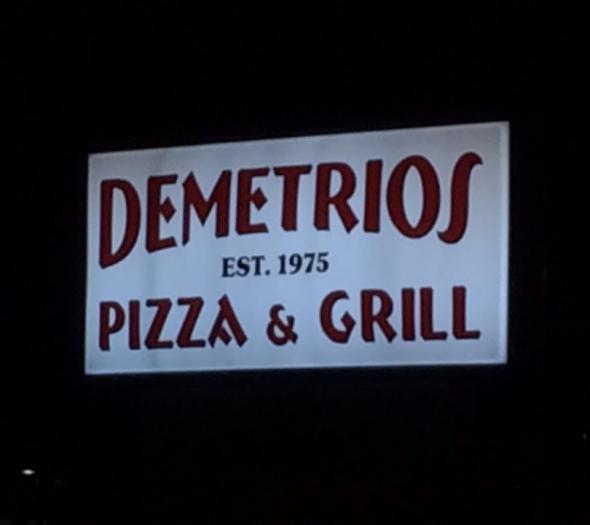 DEMETRIOS
EST. 1975
PIZZA & GRILL